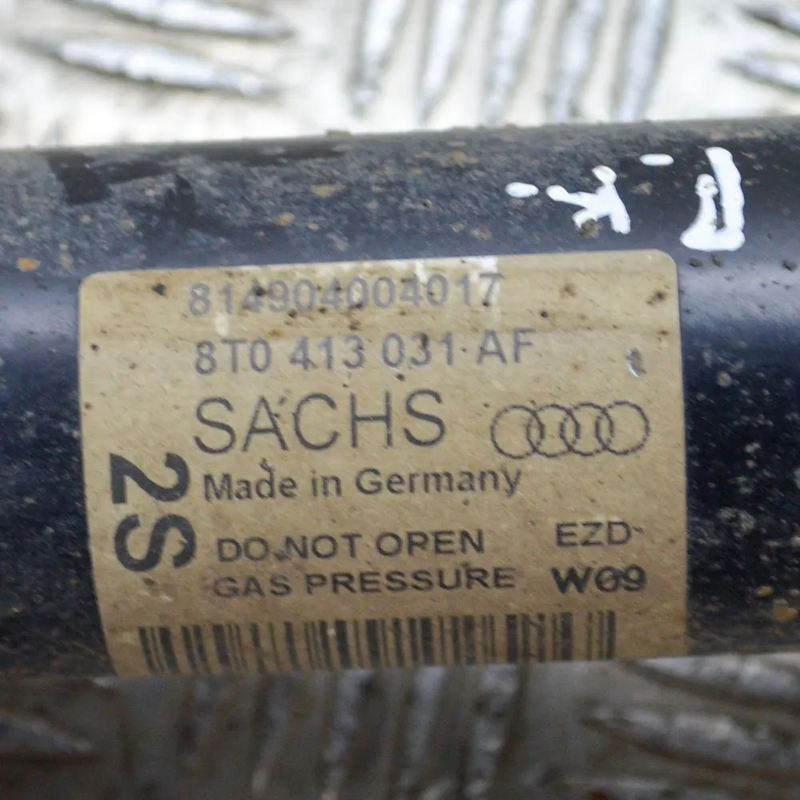 814904004017
8T0 413 031 AF
SACHS
Made in Germany
2S
DO NOT OPEN EZD-
GAS PRESSURE W09